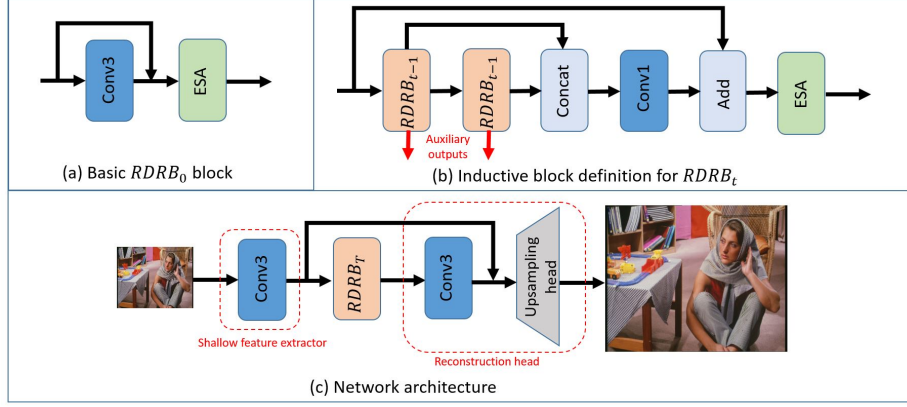 Conv3
ESA
(a) Basic RDRB₀ block
RDRBₜ₋₁
RDRBₜ₋₁
Concat
Conv1
Add
ESA
Auxiliary
outputs
(b) Inductive block definition for RDRBₜ
Conv3
RDRB_T
Conv3
Upsampling
head
Shallow feature extractor
Reconstruction head
(c) Network architecture